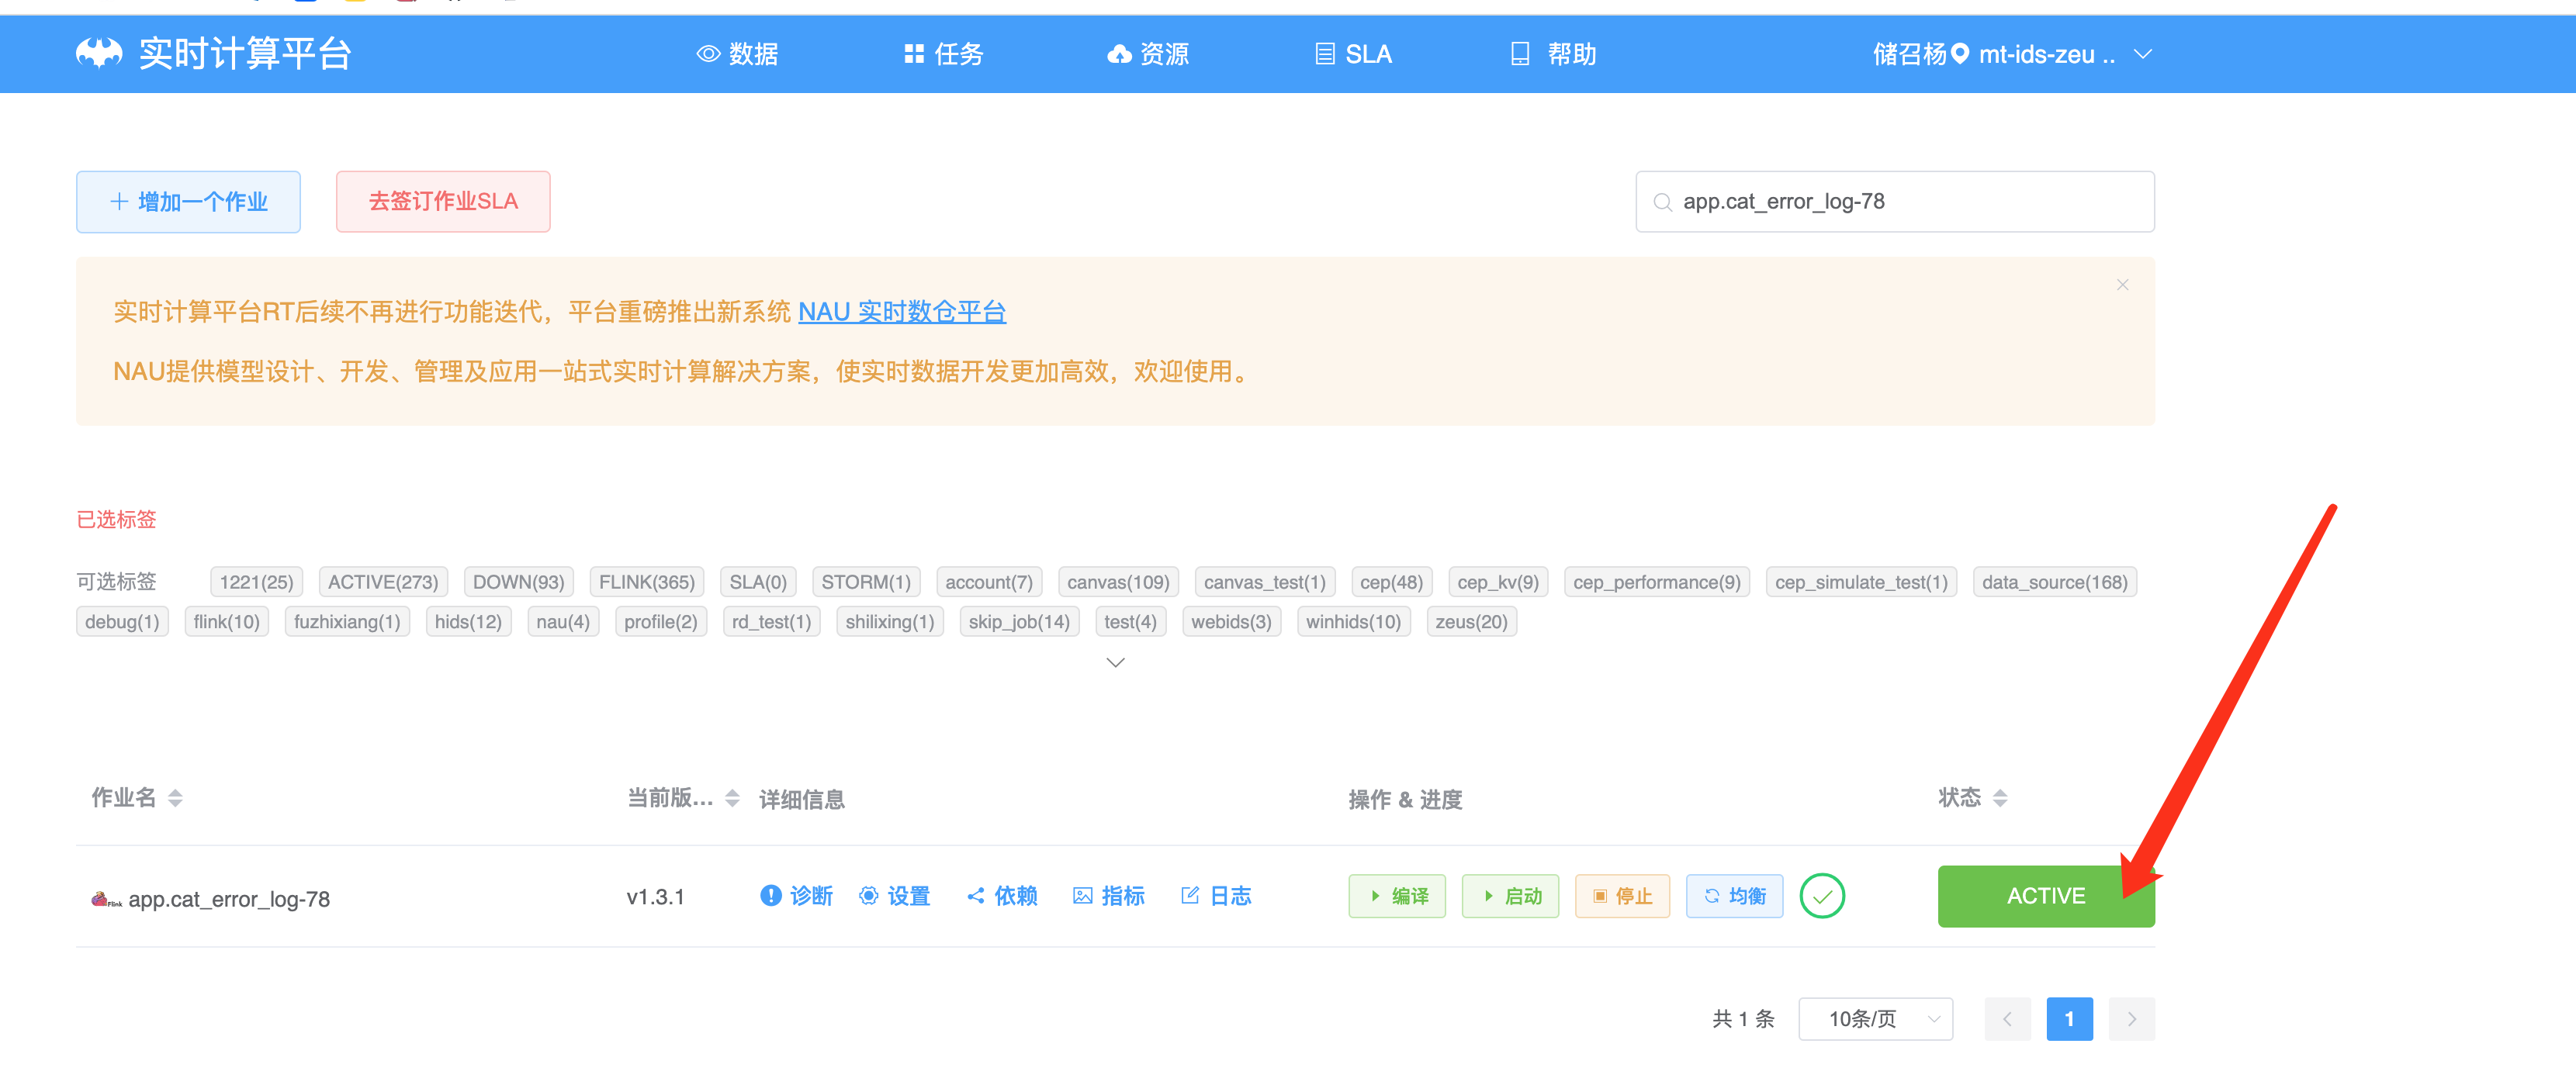 实时计算平台 数据 任务 资源 SLA 帮助 储召杨 mt-ids-zeu ..
增加一个作业 去签订作业SLA app.cat_error_log-78
实时计算平台RT后续不再进行功能迭代，平台重磅推出新系统 NAU 实时数仓平台
NAU提供模型设计、开发、管理及应用一站式实时计算解决方案，使实时数据开发更加高效，欢迎使用。
已选标签
可选标签 1221(25) ACTIVE(273) DOWN(93) FLINK(365) SLA(0) STORM(1) account(7) canvas(109) canvas_test(1) cep(48) cep_kv(9) cep_performance(9) cep_simulate_test(1) data_source(168)
debug(1) flink(10) fuzhixiang(1) hids(12) nau(4) profile(2) rd_test(1) shilixing(1) skip_job(14) test(4) webids(3) winhids(10) zeus(20)
作业名 当前版... 详细信息 操作 & 进度 状态
Flink app.cat_error_log-78 v1.3.1 诊断 设置 依赖 指标 日志 编译 启动 停止 均衡 ACTIVE
共 1 条 10条/页 1